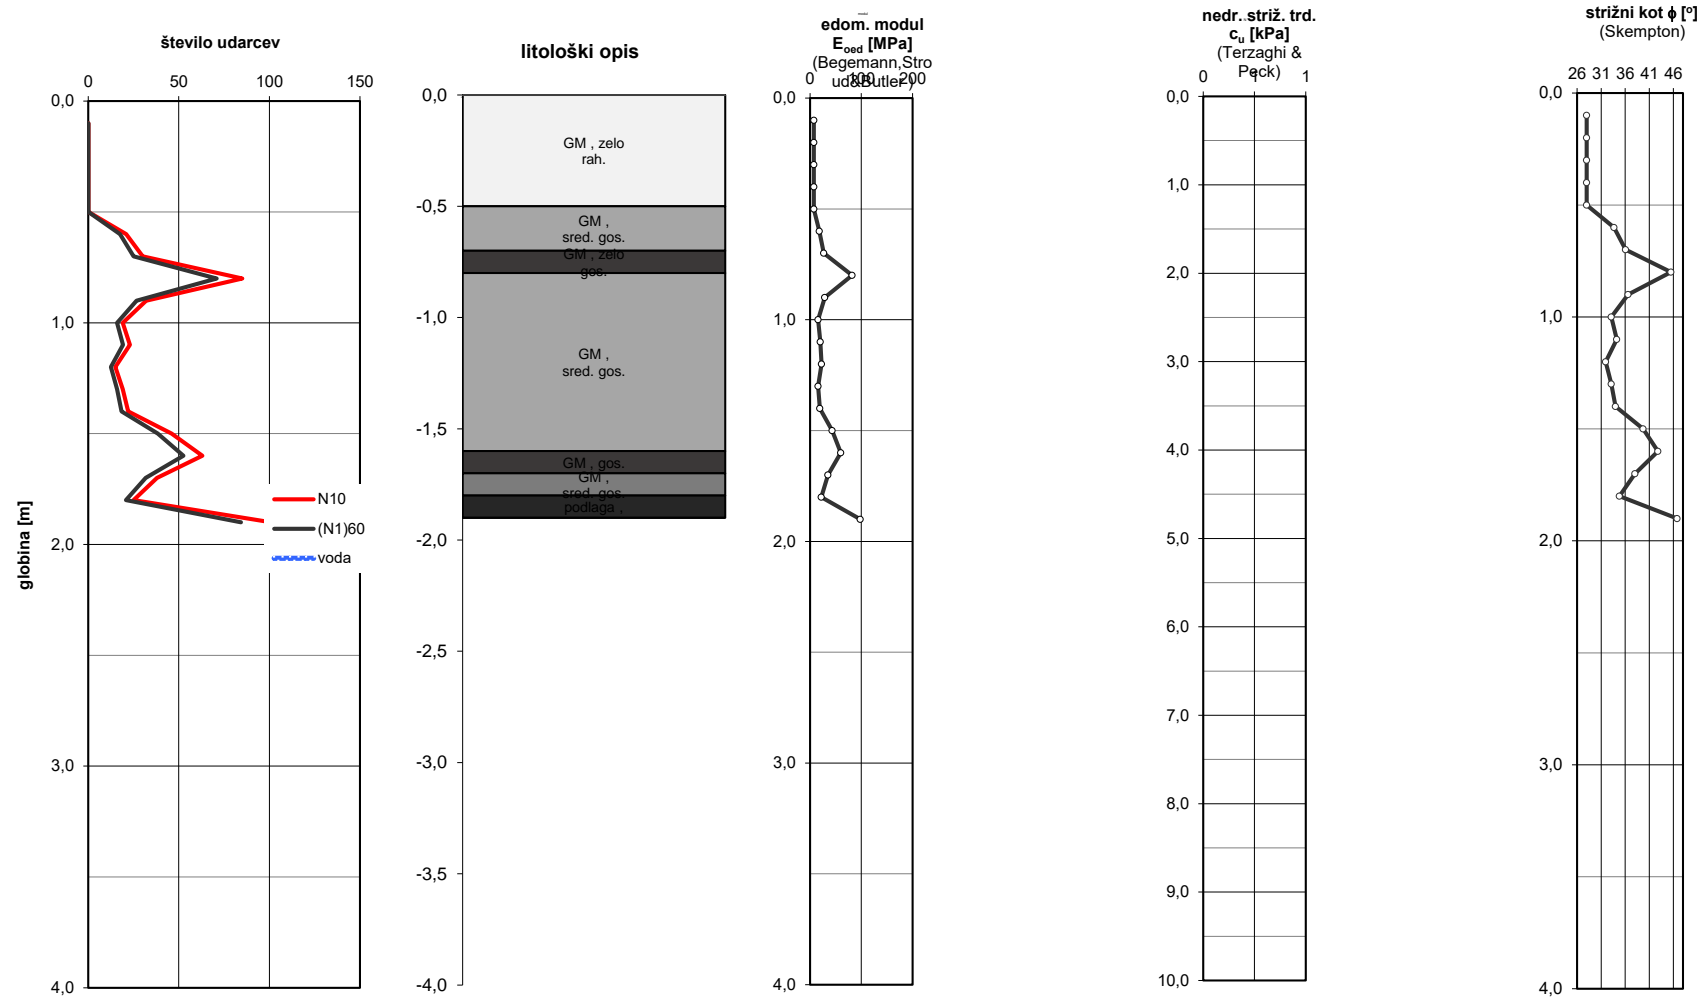 število udarcev
0 50 100 150
0,0
1,0
2,0
3,0
4,0
globina [m]
N10
(N1)60
voda
litološki opis
0,0
-0,5
-1,0
-1,5
-2,0
-2,5
-3,0
-3,5
-4,0
GM , zelo
rah.
GM ,
sred. gos.
GM , zelo
gos.
GM ,
sred. gos.
GM , gos.
GM ,
sred. gos.
podlaga ,
edom. modul
Eoed [MPa]
(Begemann,Stro
ud&Butler)
0 100 200
0,0
1,0
2,0
3,0
4,0
nedr. striž. trd.
cu [kPa]
(Terzaghi &
Peck)
0 1 1
0,0
1,0
2,0
3,0
4,0
5,0
6,0
7,0
8,0
9,0
10,0
strižni kot ϕ [º]
(Skempton)
26 31 36 41 46
0,0
1,0
2,0
3,0
4,0